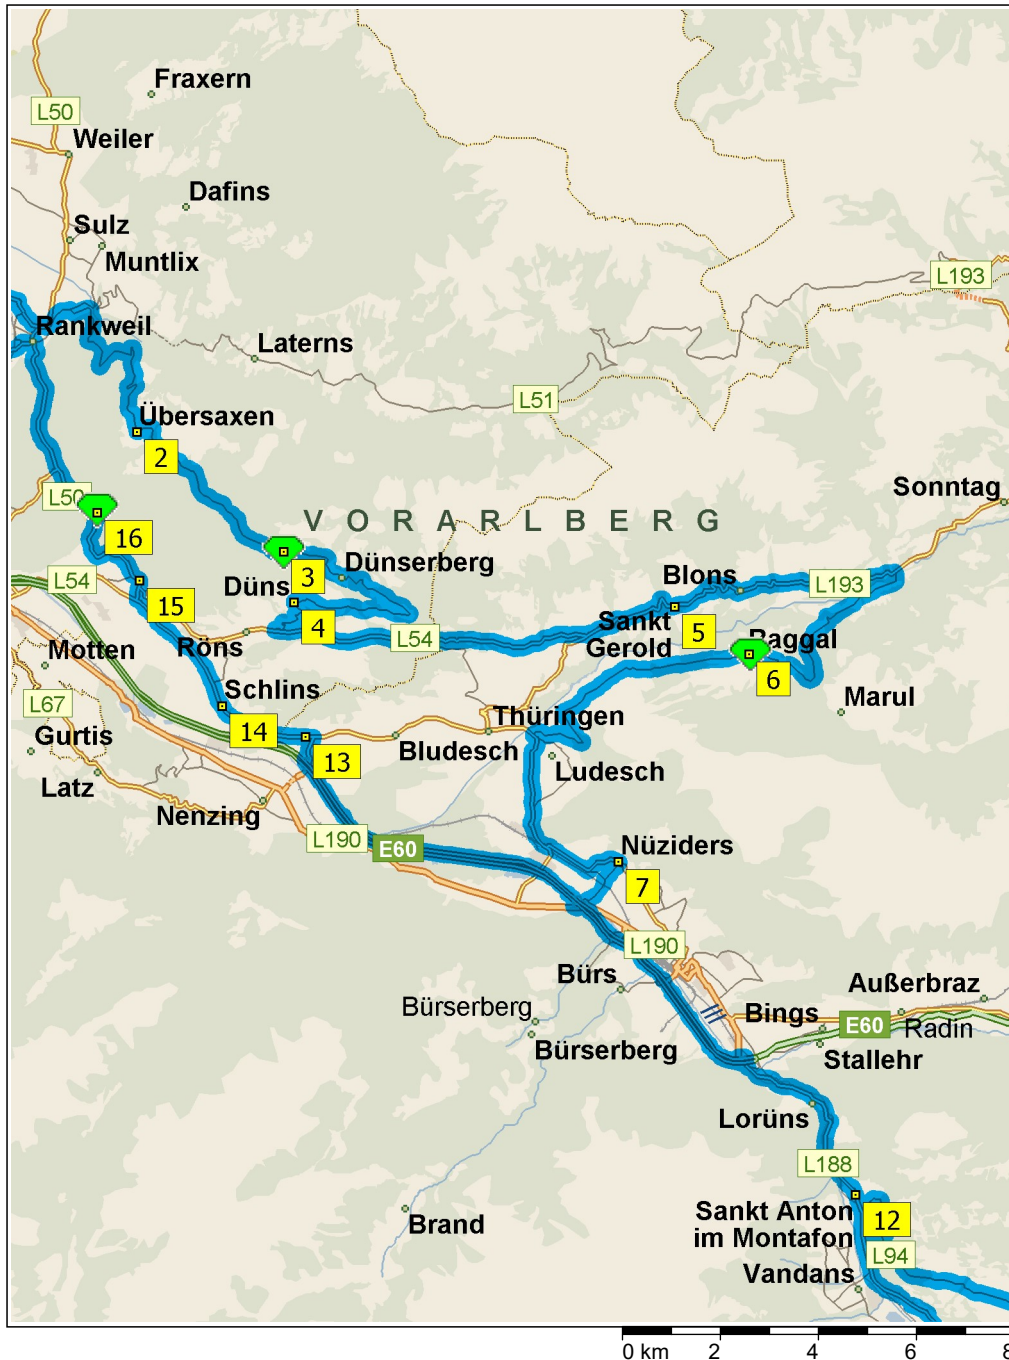 Fraxern
L50
Weiler
Dafins
Sulz
Muntlix
L193
Rankweil
Laterns
L51
Übersaxen
2
Sonntag
L50
VORARLBERG
16
3
Dünserberg
Blons
L193
L54
Düns
15
4
L54
Sankt
Gerold
5
Raggal
Röns
Motten
6
Schlins
Marul
L67
Thüringen
14
Gurtis
Bludesch
13
Ludesch
Latz
Nenzing
L190
E60
Nüziders
7
L190
Bürs
Außerbraz
Bürserberg
Bings
E60
Radin
Bürserberg
Stallehr
Lorüns
L188
Brand
Sankt Anton
im Montafon
12
L94
Vandans
0 km 2 4 6 8